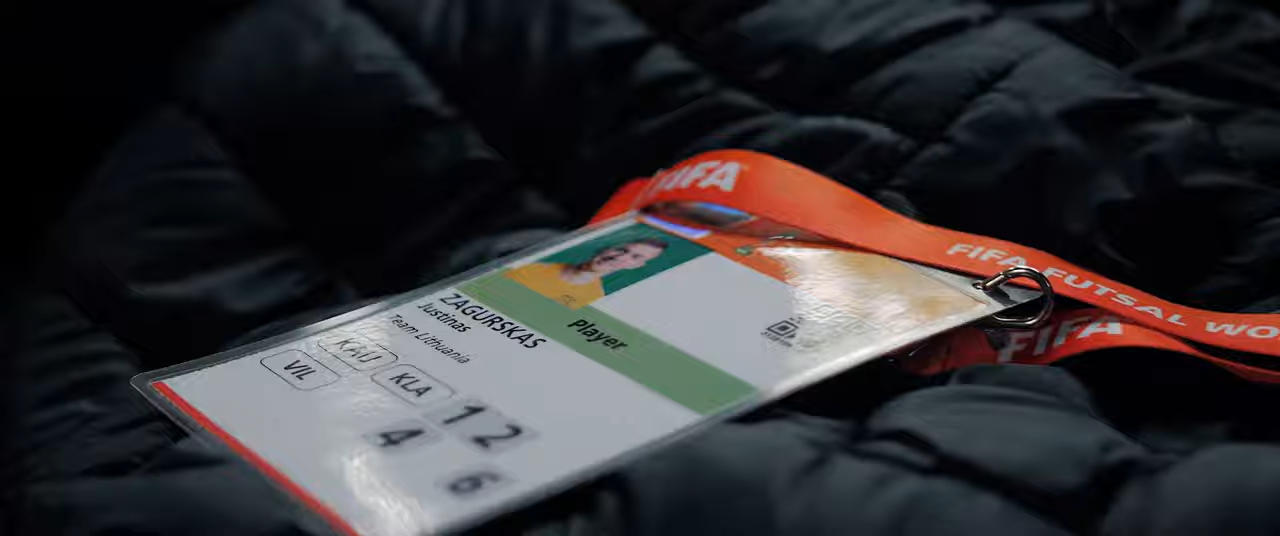 FIFA
FIFA FUTSAL WO
FIFA
Player
ZAGURSKAS
Justinas
Team Lithuania
VIL
KAU
KLA
1 2
4
6